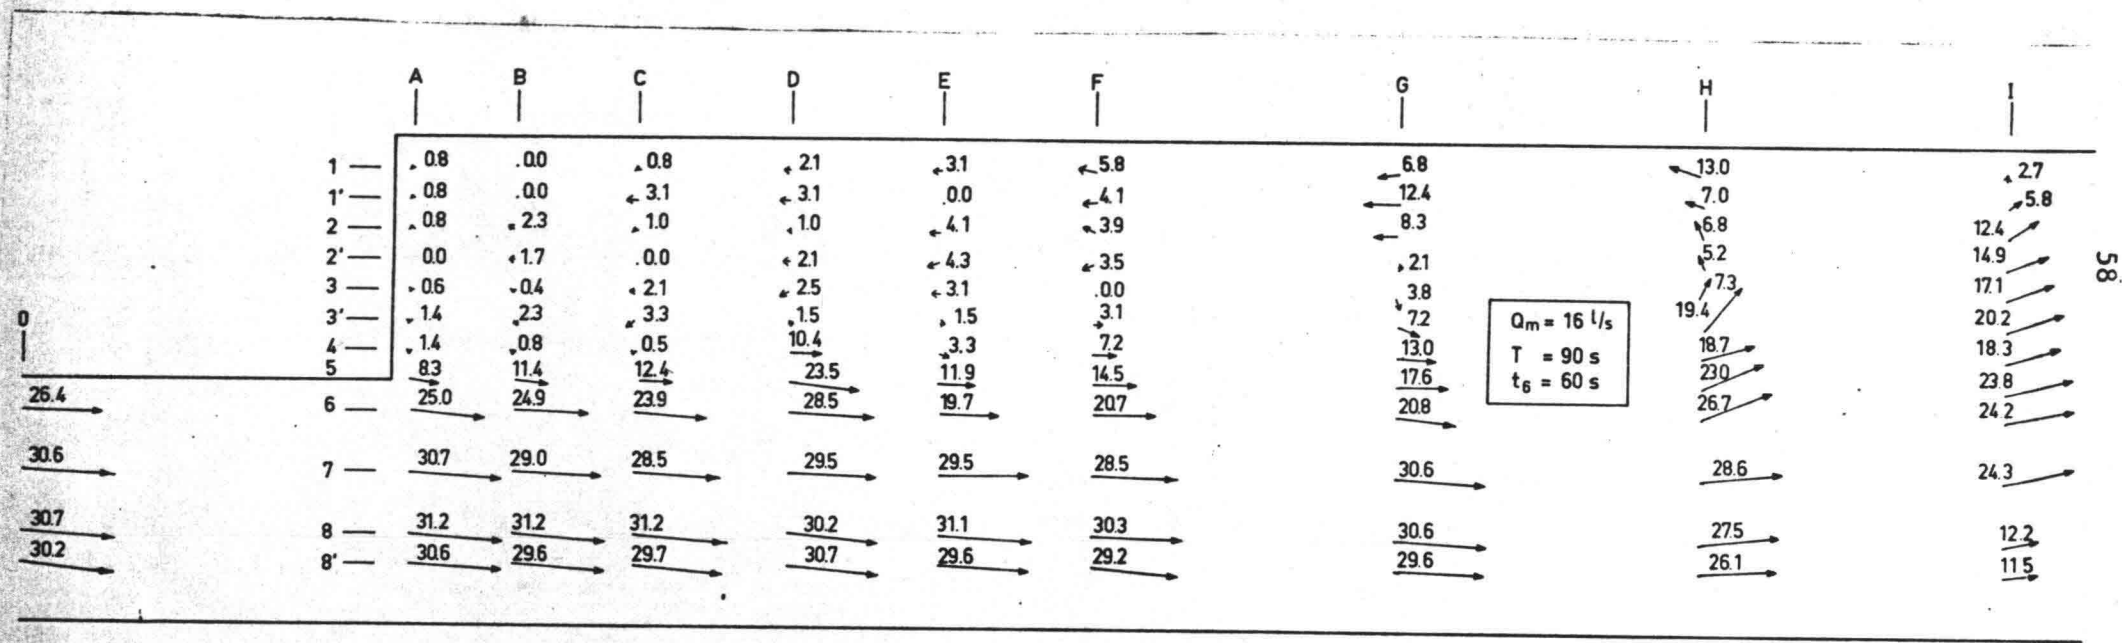 A B C D E F G H I
1 0.8 0.0 0.8 2.1 3.1 5.8 6.8 13.0 2.7
1' 0.8 0.0 3.1 3.1 0.0 4.1 12.4 7.0 5.8
2 0.8 2.3 1.0 1.0 4.1 3.9 8.3 6.8 12.4
2' 0.0 1.7 0.0 2.1 4.3 3.5 2.1 5.2 14.9
3 0.6 0.4 2.1 2.5 3.1 0.0 3.8 7.3 17.1
0 3' 1.4 2.3 3.3 1.5 1.5 3.1 7.2 19.4 20.2
4 1.4 0.8 0.5 10.4 3.3 7.2 13.0 18.7 18.3
5 8.3 11.4 12.4 23.5 11.9 14.5 17.6 23.0 23.8
26.4 6 25.0 24.9 23.9 28.5 19.7 20.7 20.8 26.7 24.2
30.6 7 30.7 29.0 28.5 29.5 29.5 28.5 30.6 28.6 24.3
30.7 8 31.2 31.2 31.2 30.2 31.1 30.3 30.6 27.5 12.2
30.2 8' 30.6 29.6 29.7 30.7 29.6 29.2 29.6 26.1 11.5
Qm = 16 l/s
T = 90 s
t6 = 60 s
58